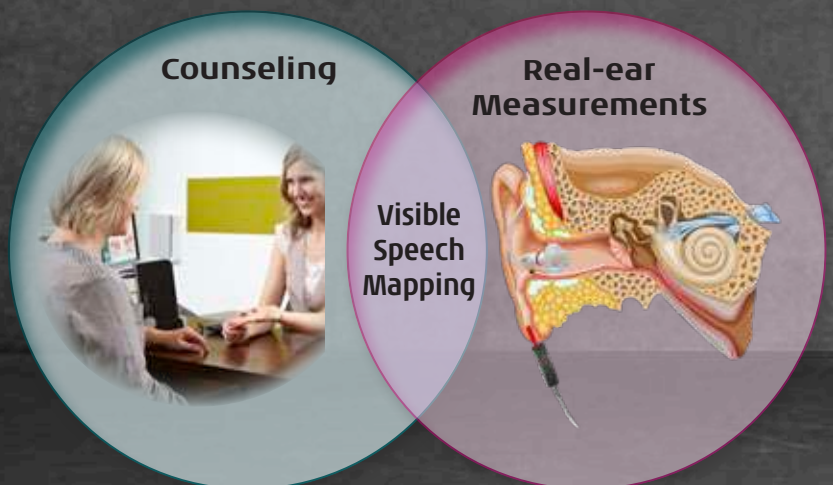 Counseling
Real-ear
Measurements
Visible
Speech
Mapping